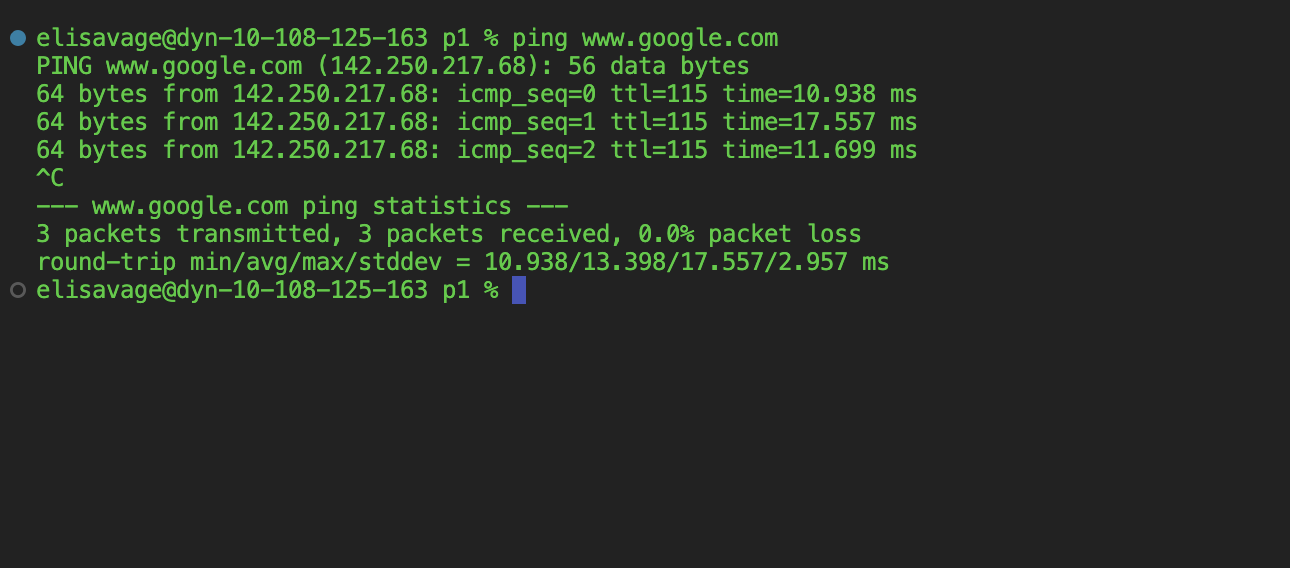 elisavage@dyn-10-108-125-163 p1 % ping www.google.com
PING www.google.com (142.250.217.68): 56 data bytes
64 bytes from 142.250.217.68: icmp_seq=0 ttl=115 time=10.938 ms
64 bytes from 142.250.217.68: icmp_seq=1 ttl=115 time=17.557 ms
64 bytes from 142.250.217.68: icmp_seq=2 ttl=115 time=11.699 ms
^C
--- www.google.com ping statistics ---
3 packets transmitted, 3 packets received, 0.0% packet loss
round-trip min/avg/max/stddev = 10.938/13.398/17.557/2.957 ms
elisavage@dyn-10-108-125-163 p1 %